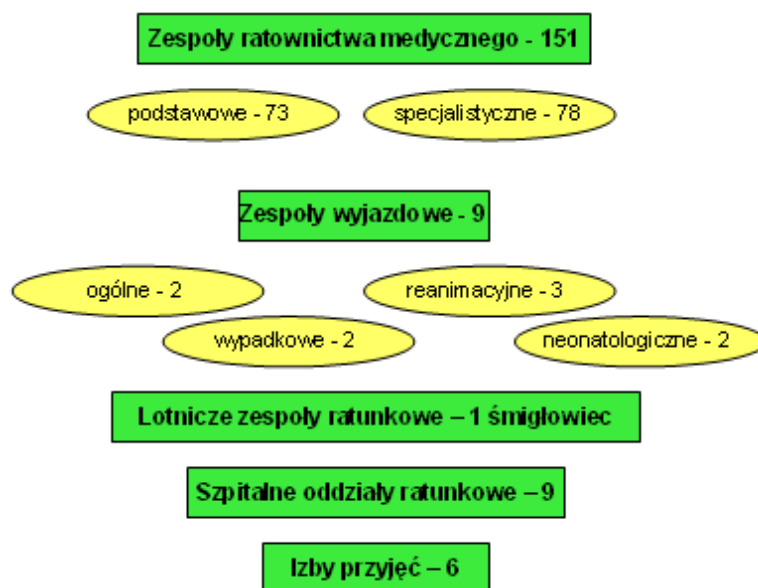 Zespoły ratownictwa medycznego - 151
podstawowe - 73
specjalistyczne - 78
Zespoły wyjazdowe - 9
ogólne - 2
reanimacyjne - 3
wypadkowe - 2
neonatologiczne - 2
Lotnicze zespoły ratunkowe – 1 śmigłowiec
Szpitalne oddziały ratunkowe – 9
Izby przyjęć – 6